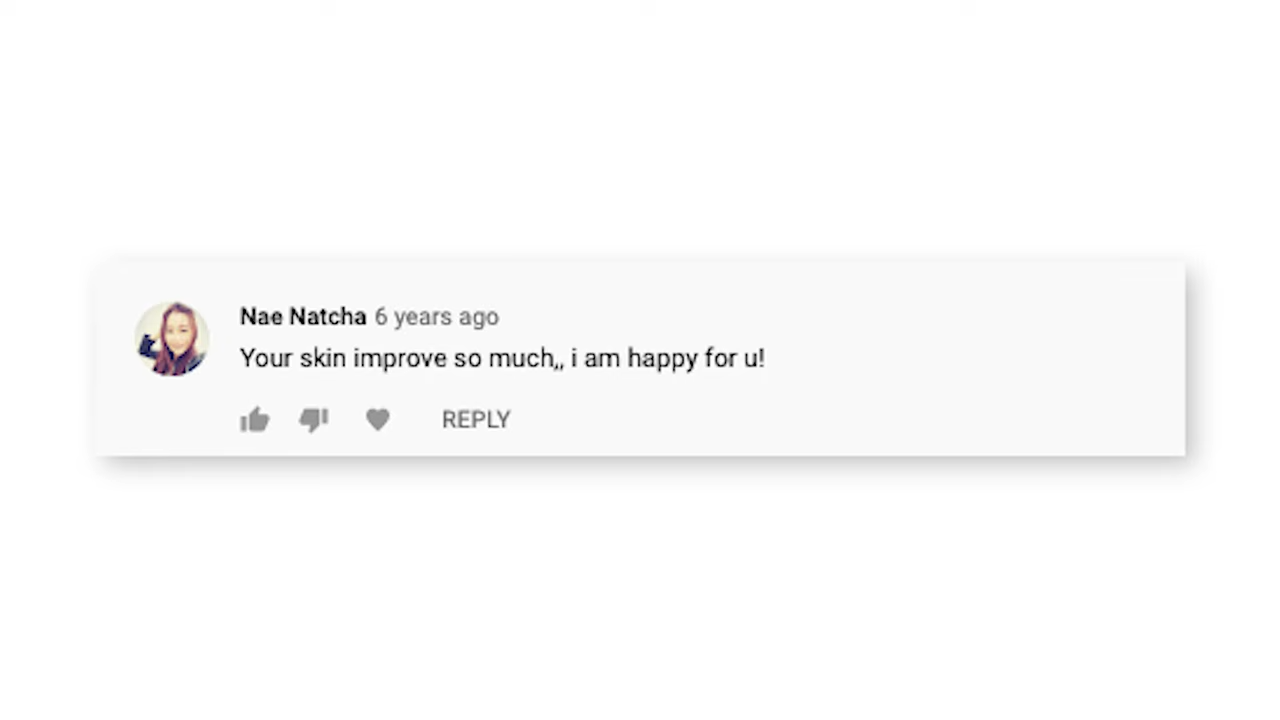 Nae Natcha 6 years ago
Your skin improve so much,, i am happy for u!
REPLY